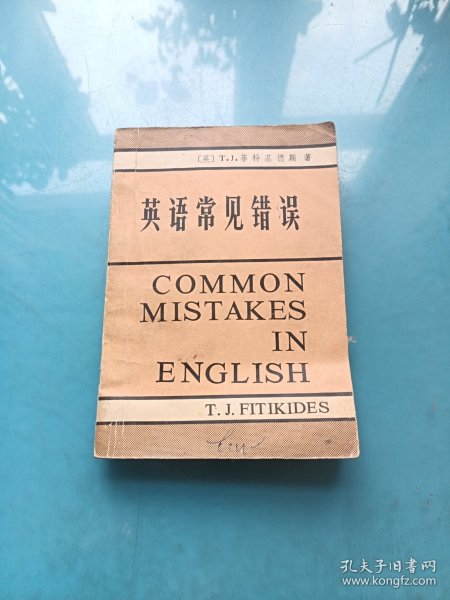 〔英〕T.J.菲特基德斯 著
英语常见错误
COMMON
MISTAKES
IN
ENGLISH
T. J. FITIKIDES
孔夫子旧书网
www.kongfz.com